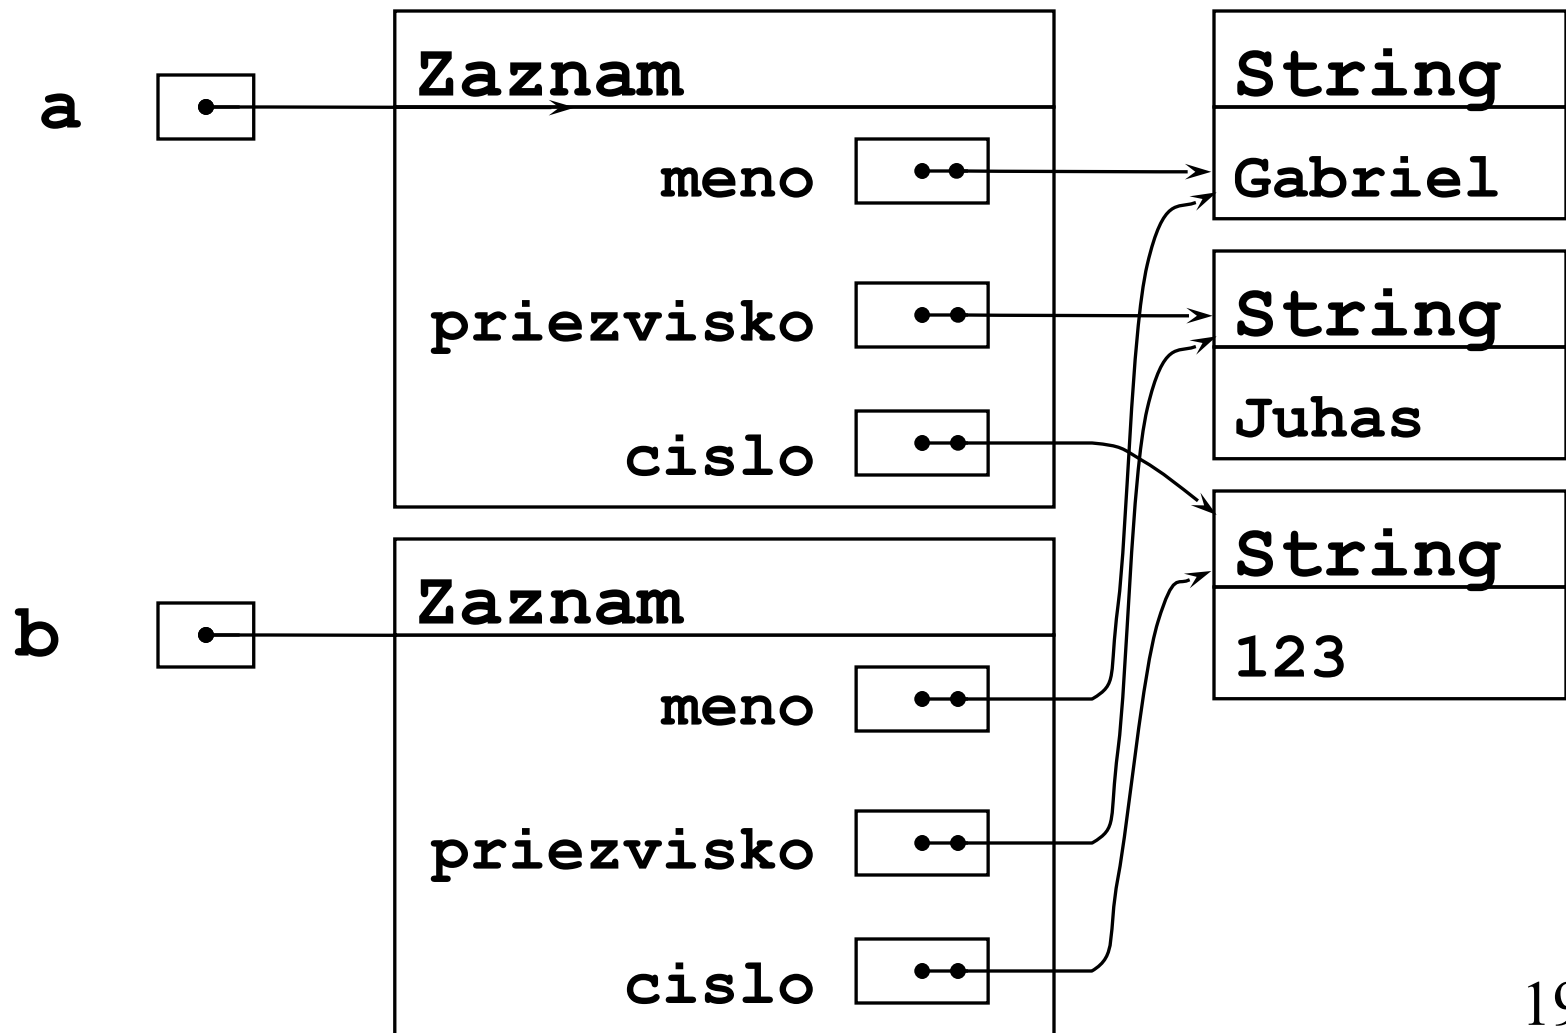 a
Zaznam
meno
priezvisko
cislo
b
Zaznam
meno
priezvisko
cislo
String
Gabriel
String
Juhas
String
123